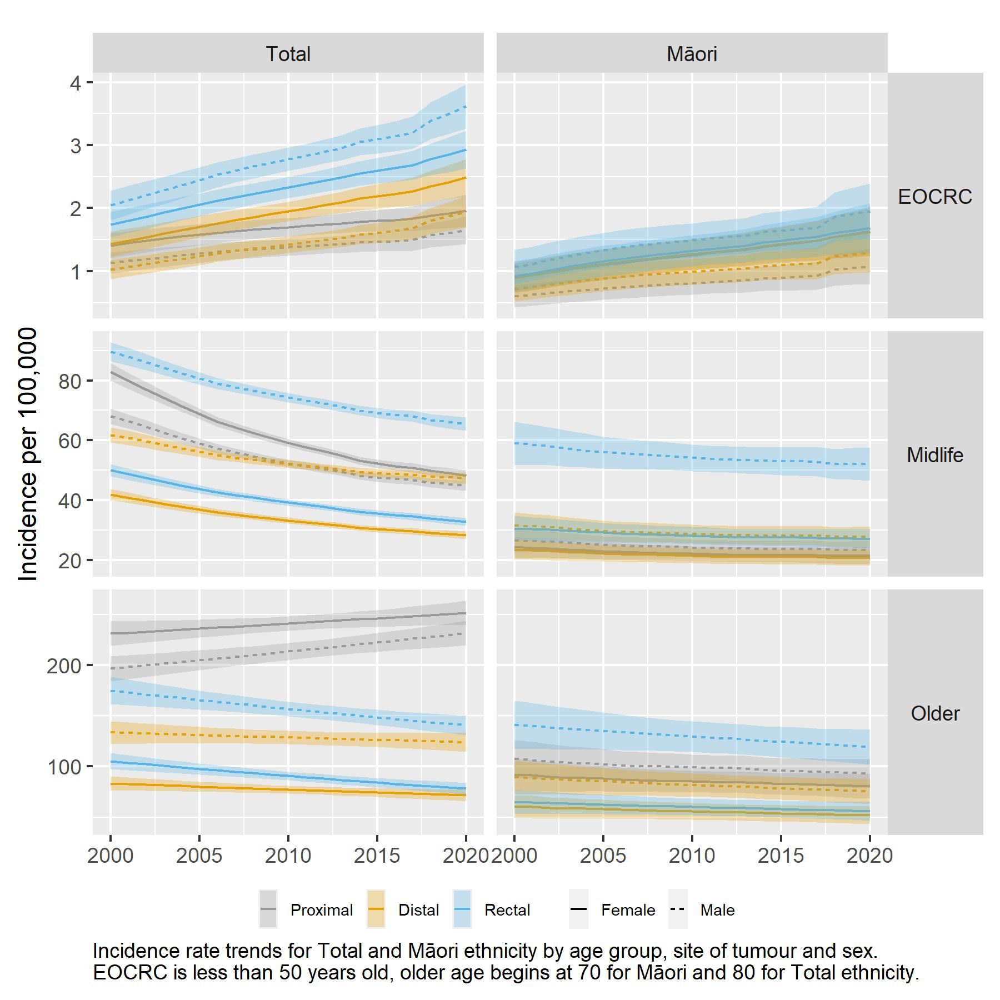 Total
Māori
4
3
2
1
EOCRC
Incidence per 100,000
80
60
40
20
Midlife
200
100
Older
2000 2005 2010 2015 2020 2000 2005 2010 2015 2020
Proximal Distal Rectal Female Male
Incidence rate trends for Total and Māori ethnicity by age group, site of tumour and sex.
EOCRC is less than 50 years old, older age begins at 70 for Māori and 80 for Total ethnicity.